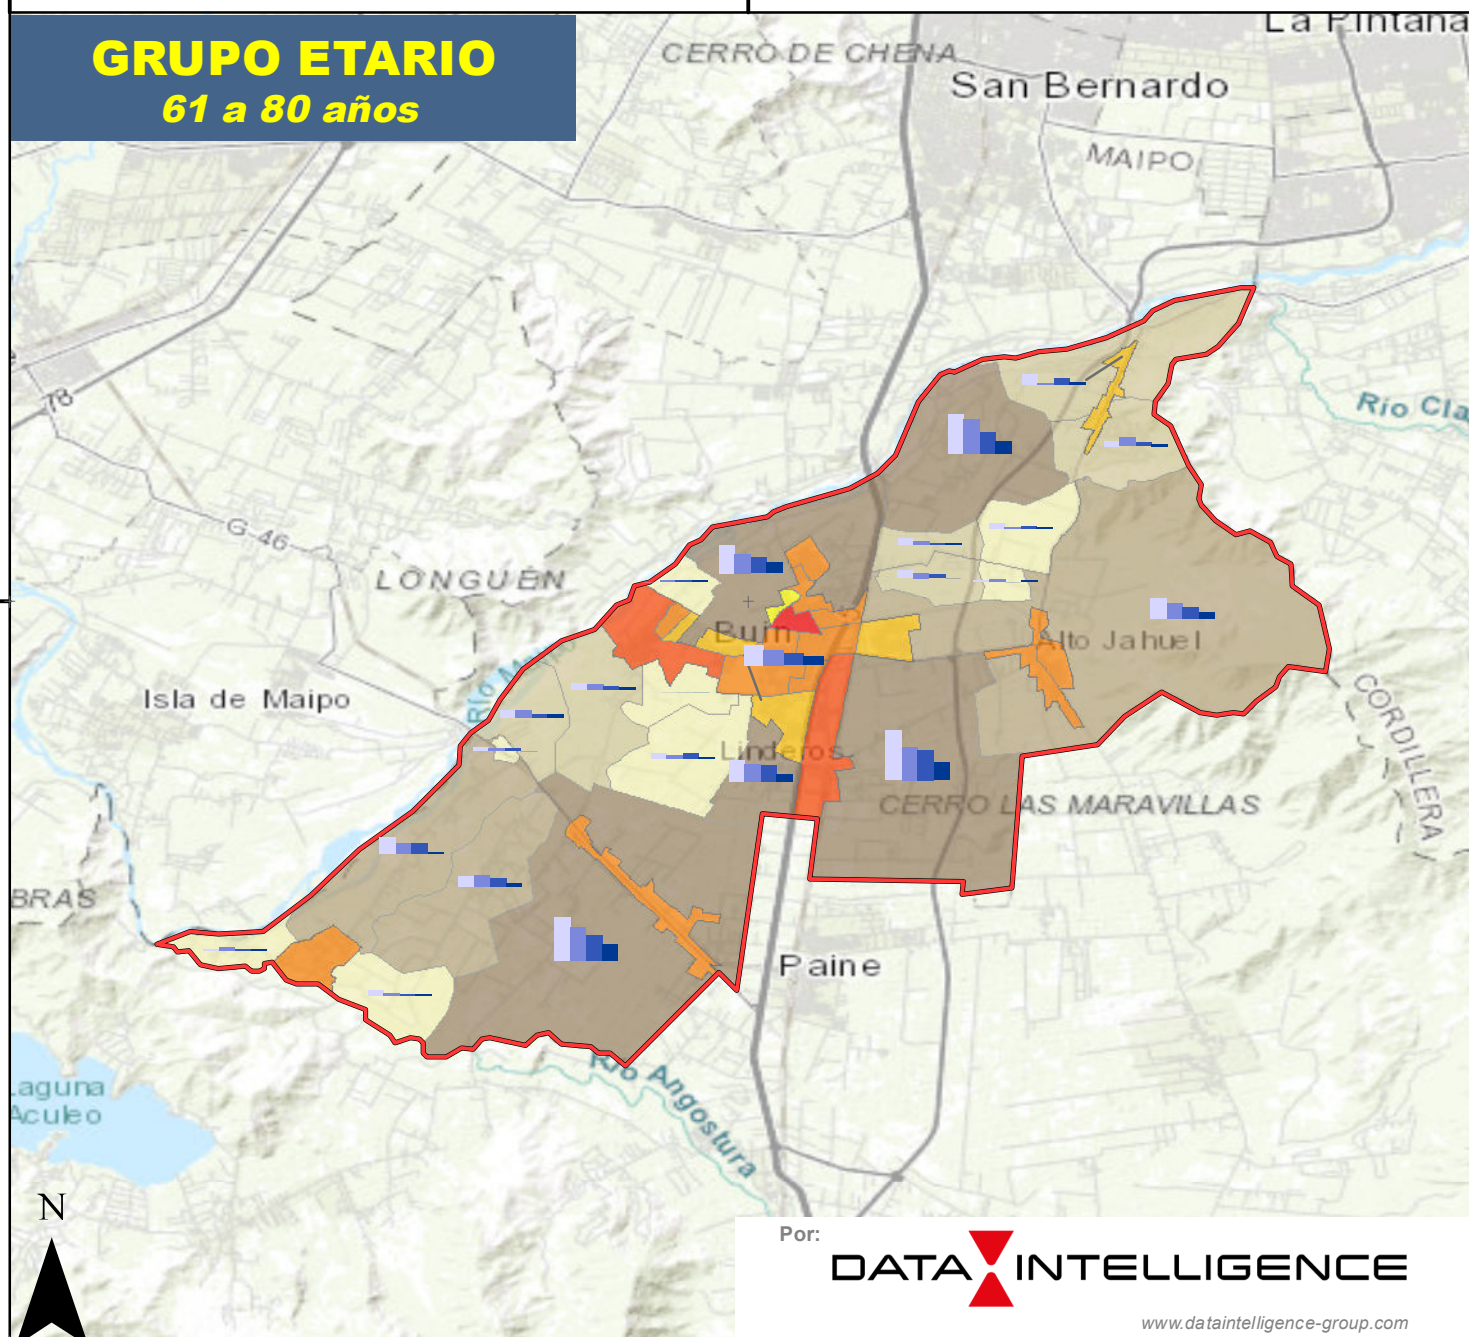 GRUPO ETARIO
61 a 80 años
La Pintana
CERRO DE CHENA
San Bernardo
MAIPO
78
Río Cla
G-46
LONGUÉN
Buin
Alto Jahuel
Isla de Maipo
Río M
CORDILLERA
Linderos
CERRO LAS MARAVILLAS
BRAS
Paine
Río Angostura
Laguna
Aculeo
N
Por:
DATA INTELLIGENCE
www.dataintelligence-group.com